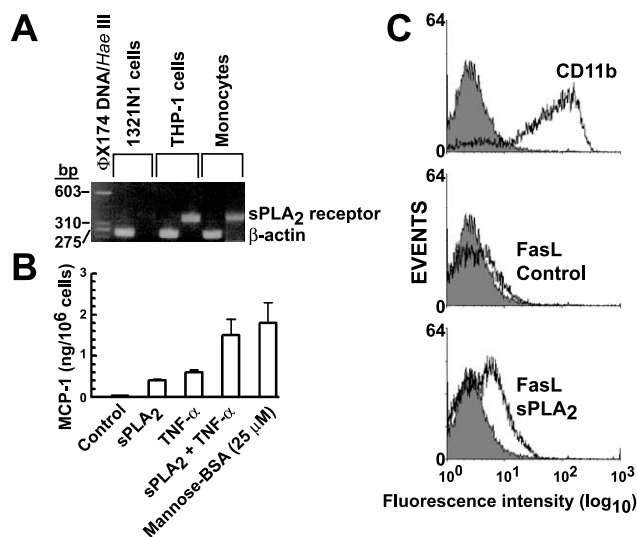 A
ΦX174 DNA/Hae III
1321N1 cells
THP-1 cells
Monocytes
bp
603
310
275
sPLA2 receptor
β-actin
B
MCP-1 (ng/10^6 cells)
3
2
1
0
Control
sPLA2
TNF-α
sPLA2 + TNF-α
Mannose-BSA (25 μM)
C
64
CD11b
0
64
FasL
Control
EVENTS
0
64
FasL
sPLA2
0
10^0
10^1
10^2
10^3
Fluorescence intensity (log10)